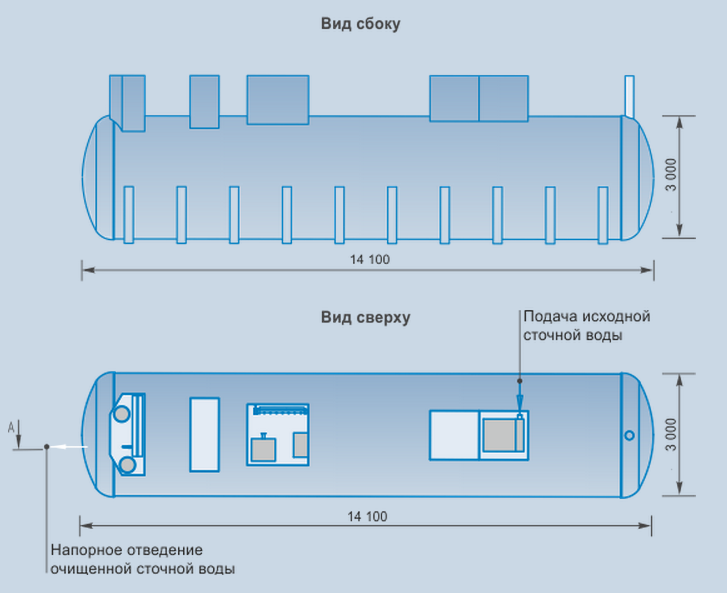 Вид сбоку
3 000
14 100
Вид сверху
Подача исходной
сточной воды
А
3 000
14 100
Напорное отведение
очищенной сточной воды